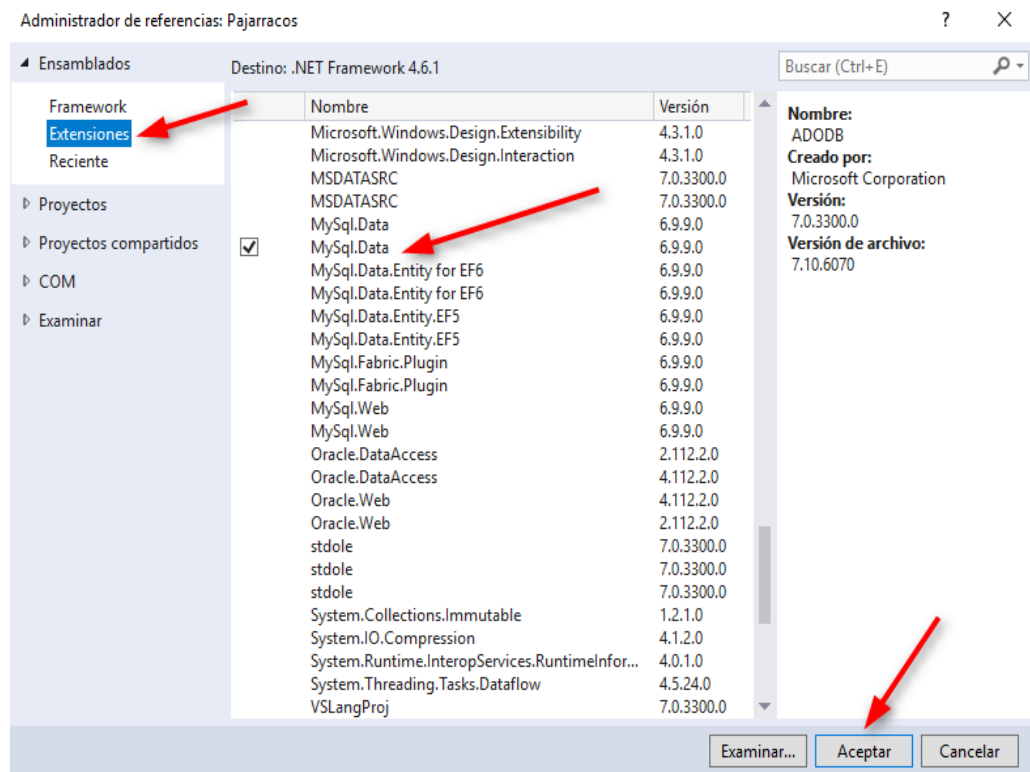 Administrador de referencias: Pajarracos
? ×
Ensamblados
Framework
Extensiones
Reciente
Proyectos
Proyectos compartidos
COM
Examinar
Destino: .NET Framework 4.6.1
Nombre Versión
Microsoft.Windows.Design.Extensibility 4.3.1.0
Microsoft.Windows.Design.Interaction 4.3.1.0
MSDATASRC 7.0.3300.0
MSDATASRC 7.0.3300.0
MySql.Data 6.9.9.0
MySql.Data 6.9.9.0
MySql.Data.Entity for EF6 6.9.9.0
MySql.Data.Entity for EF6 6.9.9.0
MySql.Data.Entity.EF5 6.9.9.0
MySql.Data.Entity.EF5 6.9.9.0
MySql.Fabric.Plugin 6.9.9.0
MySql.Fabric.Plugin 6.9.9.0
MySql.Web 6.9.9.0
MySql.Web 6.9.9.0
Oracle.DataAccess 2.112.2.0
Oracle.DataAccess 4.112.2.0
Oracle.Web 4.112.2.0
Oracle.Web 2.112.2.0
stdole 7.0.3300.0
stdole 7.0.3300.0
stdole 7.0.3300.0
System.Collections.Immutable 1.2.1.0
System.IO.Compression 4.1.2.0
System.Runtime.InteropServices.RuntimeInfor... 4.0.1.0
System.Threading.Tasks.Dataflow 4.5.24.0
VSLangProj 7.0.3300.0
Buscar (Ctrl+E)
Nombre:
ADODB
Creado por:
Microsoft Corporation
Versión:
7.0.3300.0
Versión de archivo:
7.10.6070
Examinar... Aceptar Cancelar